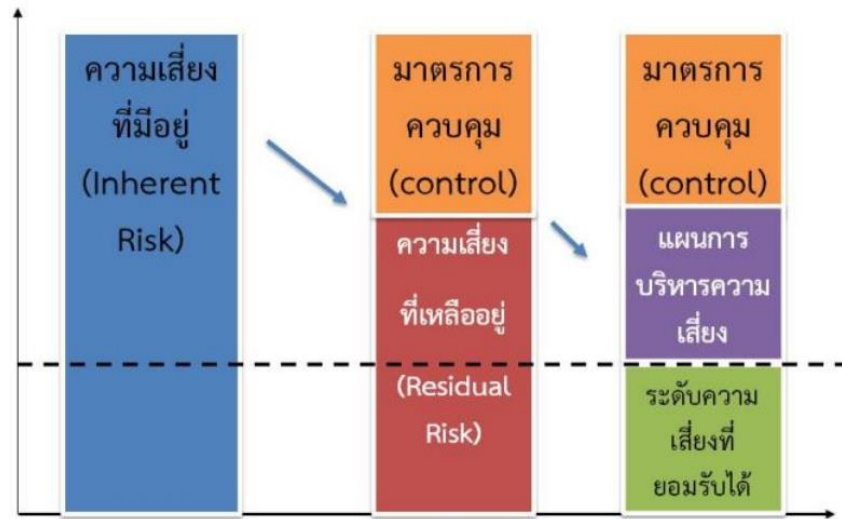 ความเสี่ยง
ที่มีอยู่
(Inherent
Risk)
มาตรการ
ควบคุม
(control)
ความเสี่ยง
ที่เหลืออยู่
(Residual
Risk)
มาตรการ
ควบคุม
(control)
แผนการ
บริหารความ
เสี่ยง
ระดับความ
เสี่ยงที่
ยอมรับได้